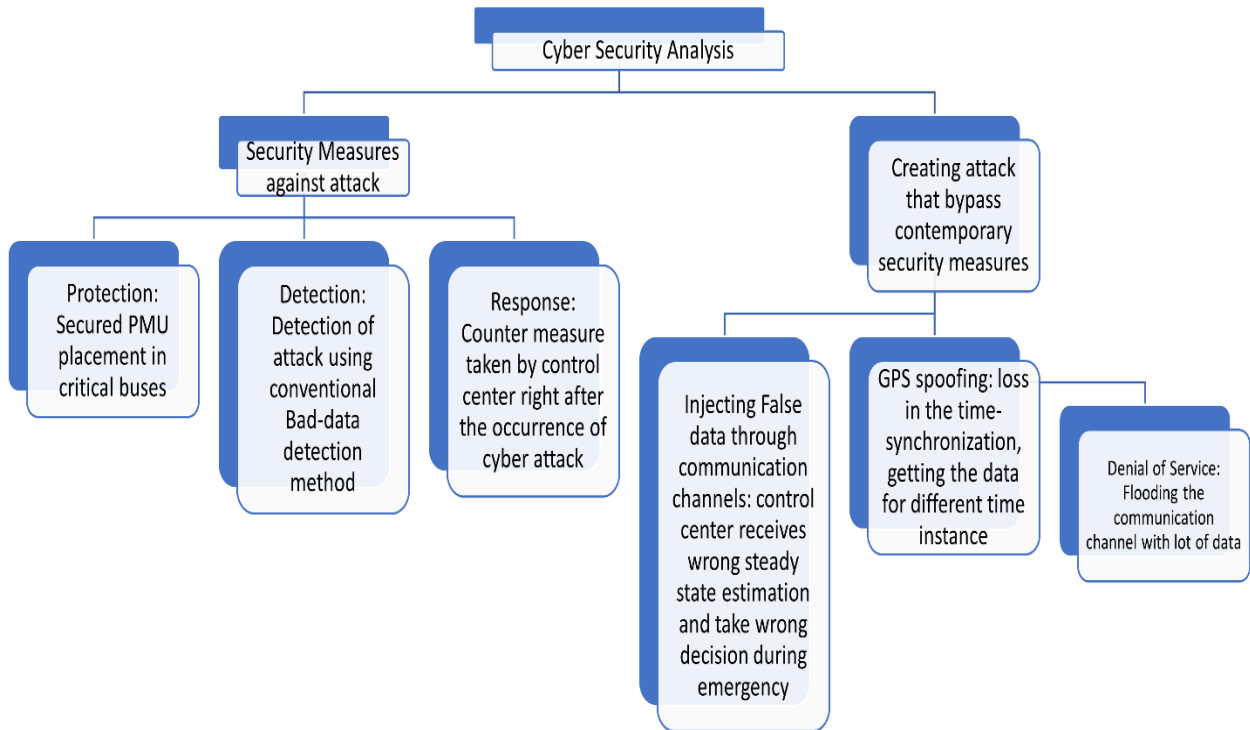 Cyber Security Analysis
Security Measures
against attack
Creating attack
that bypass
contemporary
security measures
Protection:
Secured PMU
placement in
critical buses
Detection:
Detection of
attack using
conventional
Bad-data
detection
method
Response:
Counter measure
taken by control
center right after
the occurrence of
cyber attack
Injecting False
data through
communication
channels: control
center receives
wrong steady
state estimation
and take wrong
decision during
emergency
GPS spoofing: loss
in the time-
synchronization,
getting the data
for different time
instance
Denial of Service:
Flooding the
communication
channel with lot of data